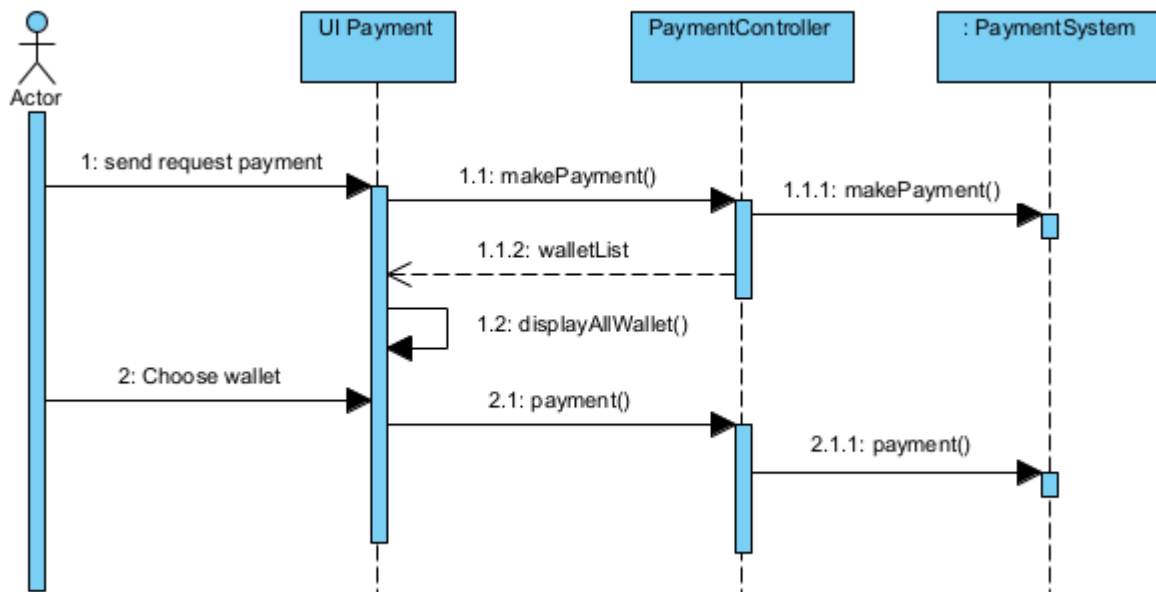 UI Payment
PaymentController
: PaymentSystem
Actor
1: send request payment
1.1: makePayment()
1.1.1: makePayment()
1.1.2: walletList
1.2: displayAllWallet()
2: Choose wallet
2.1: payment()
2.1.1: payment()